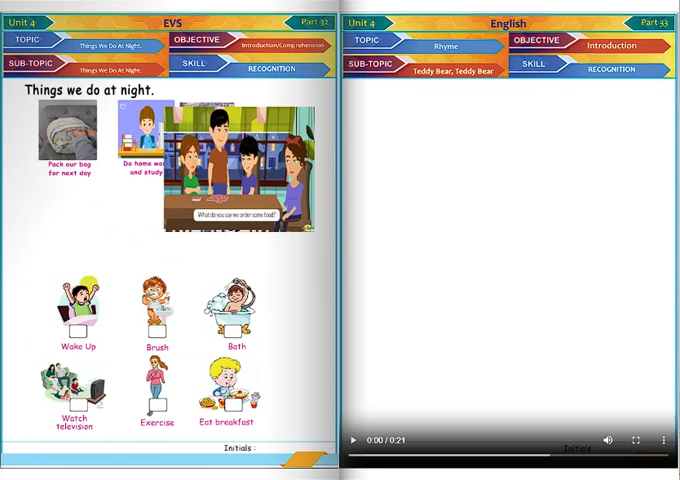 Unit 4
EVS
Part 32
TOPIC
Things We Do At Night.
OBJECTIVE
Introduction/Comprehension
SUB-TOPIC
Things We Do At Night.
SKILL
RECOGNITION
Things we do at night.
Pack our bag
for next day
Do home wo
and study
What do you say we order some food?
Wake Up
Brush
Bath
Watch
television
Exercise
Eat breakfast
Initials :
Unit 4
English
Part 33
TOPIC
Rhyme
OBJECTIVE
Introduction
SUB-TOPIC
Teddy Bear, Teddy Bear
SKILL
RECOGNITION
0:00 / 0:21
Initials :